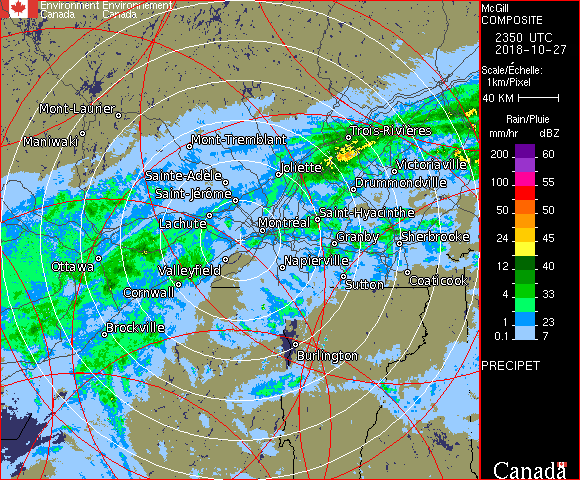 Environment Environnement
Canada Canada
McGill
COMPOSITE
2350 UTC
2018-10-27
Scale/Échelle:
1km/Pixel
40 KM
Rain/Pluie
mm/hr dBZ
200 60
100 55
50 50
24 45
12 40
4 33
1 23
0.1 7
PRECIPET
Canada
Mont-Laurier
Maniwaki
Mont-Tremblant
Trois-Rivières
Sainte-Adèle
Joliette
Victoriaville
Saint-Jérôme
Drummondville
Lachute
Montréal
Saint-Hyacinthe
Granby
Sherbrooke
Ottawa
Valleyfield
Napierville
Cornwall
Sutton
Coaticook
Brockville
Burlington